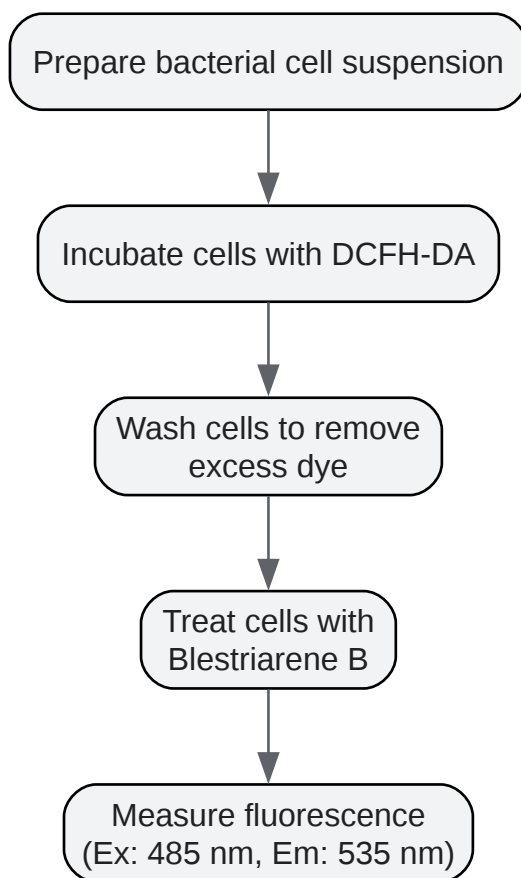 Prepare bacterial cell suspension
Incubate cells with DCFH-DA
Wash cells to remove
excess dye
Treat cells with
Blestriarene B
Measure fluorescence
(Ex: 485 nm, Em: 535 nm)